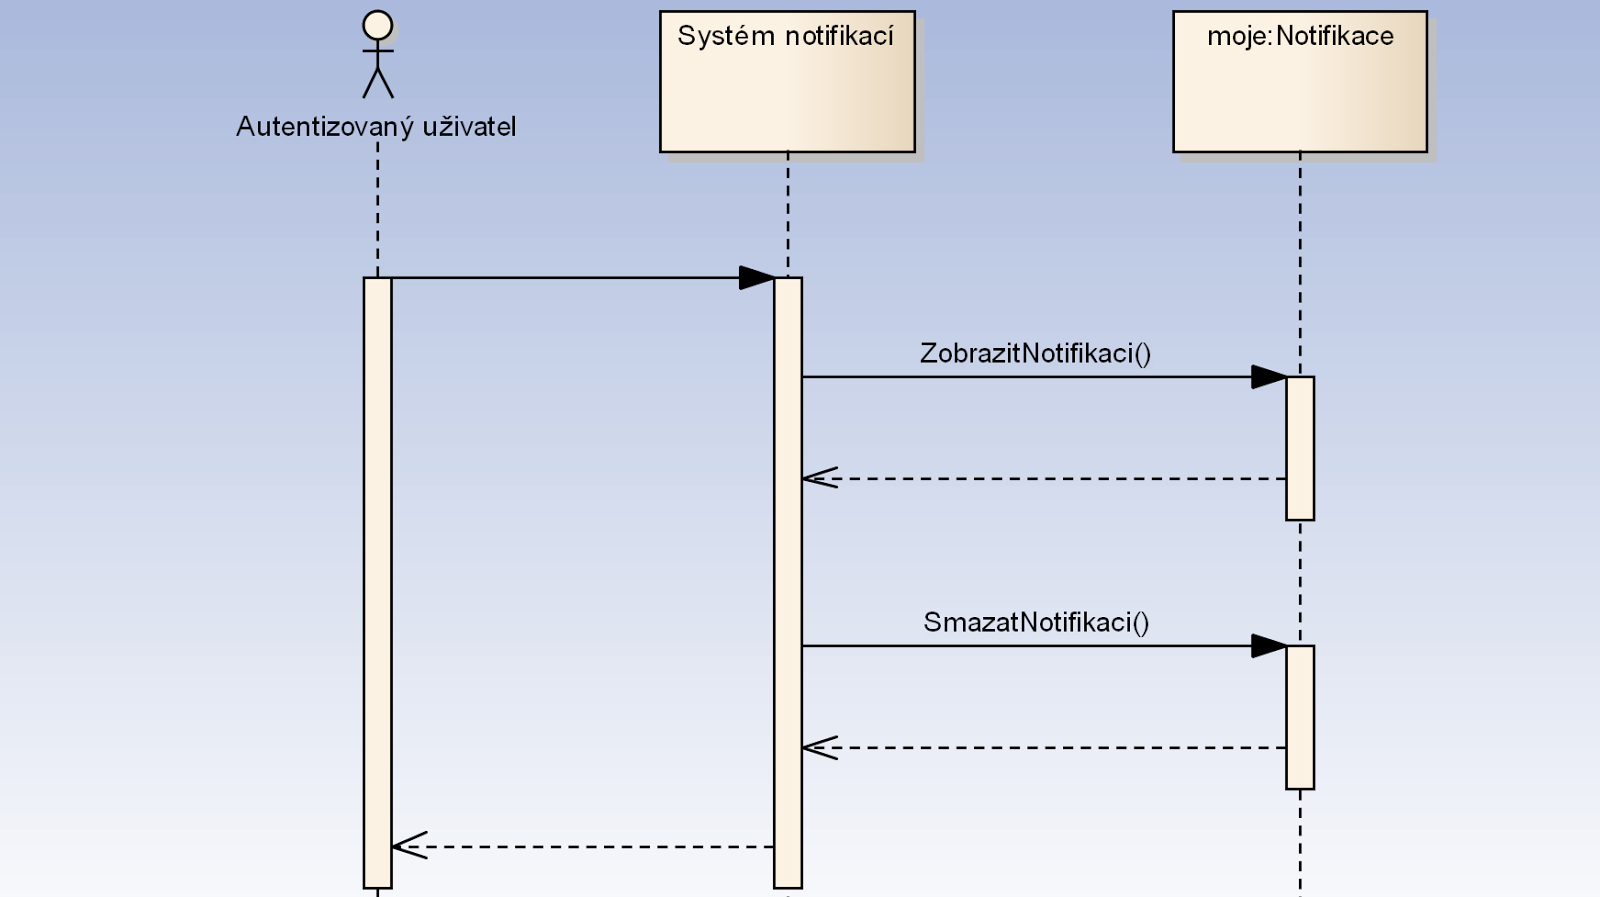 Autentizovaný uživatel
Systém notifikací
moje:Notifikace
ZobrazitNotifikaci()
SmazatNotifikaci()